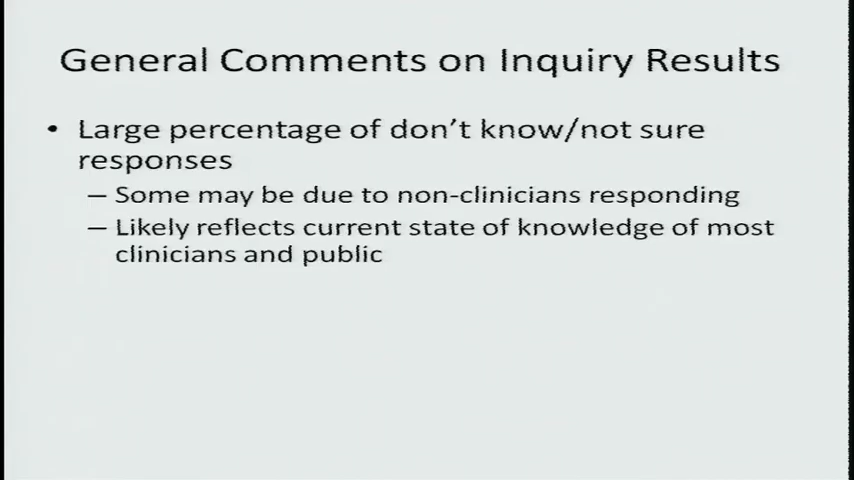 General Comments on Inquiry Results
• Large percentage of don't know/not sure
responses
– Some may be due to non-clinicians responding
– Likely reflects current state of knowledge of most
clinicians and public